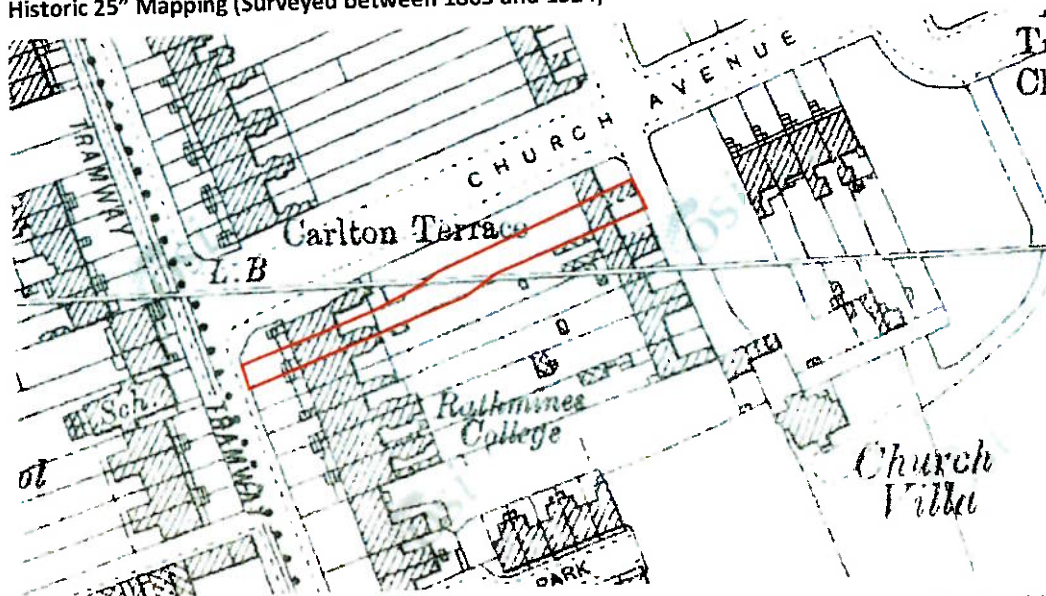 Historic 25" Mapping (Surveyed between 1863 and 1924)
TRAMWAY
CHURCH AVENUE
Carlton Terrace
L.B
Sch.
TRAMWAY
Rathmines
College
Church
Villa
PARK